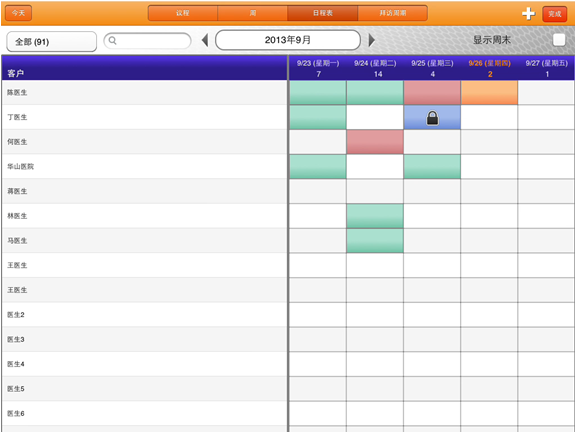 今天 议程 周 日程表 拜访周期 完成
全部 (91) 2013年9月 显示周末
9/23 (星期一) 9/24 (星期二) 9/25 (星期三) 9/26 (星期四) 9/27 (星期五)
客户 7 14 4 2 1
陈医生
丁医生
何医生
华山医院
蒋医生
林医生
马医生
王医生
王医生
医生2
医生3
医生4
医生5
医生6